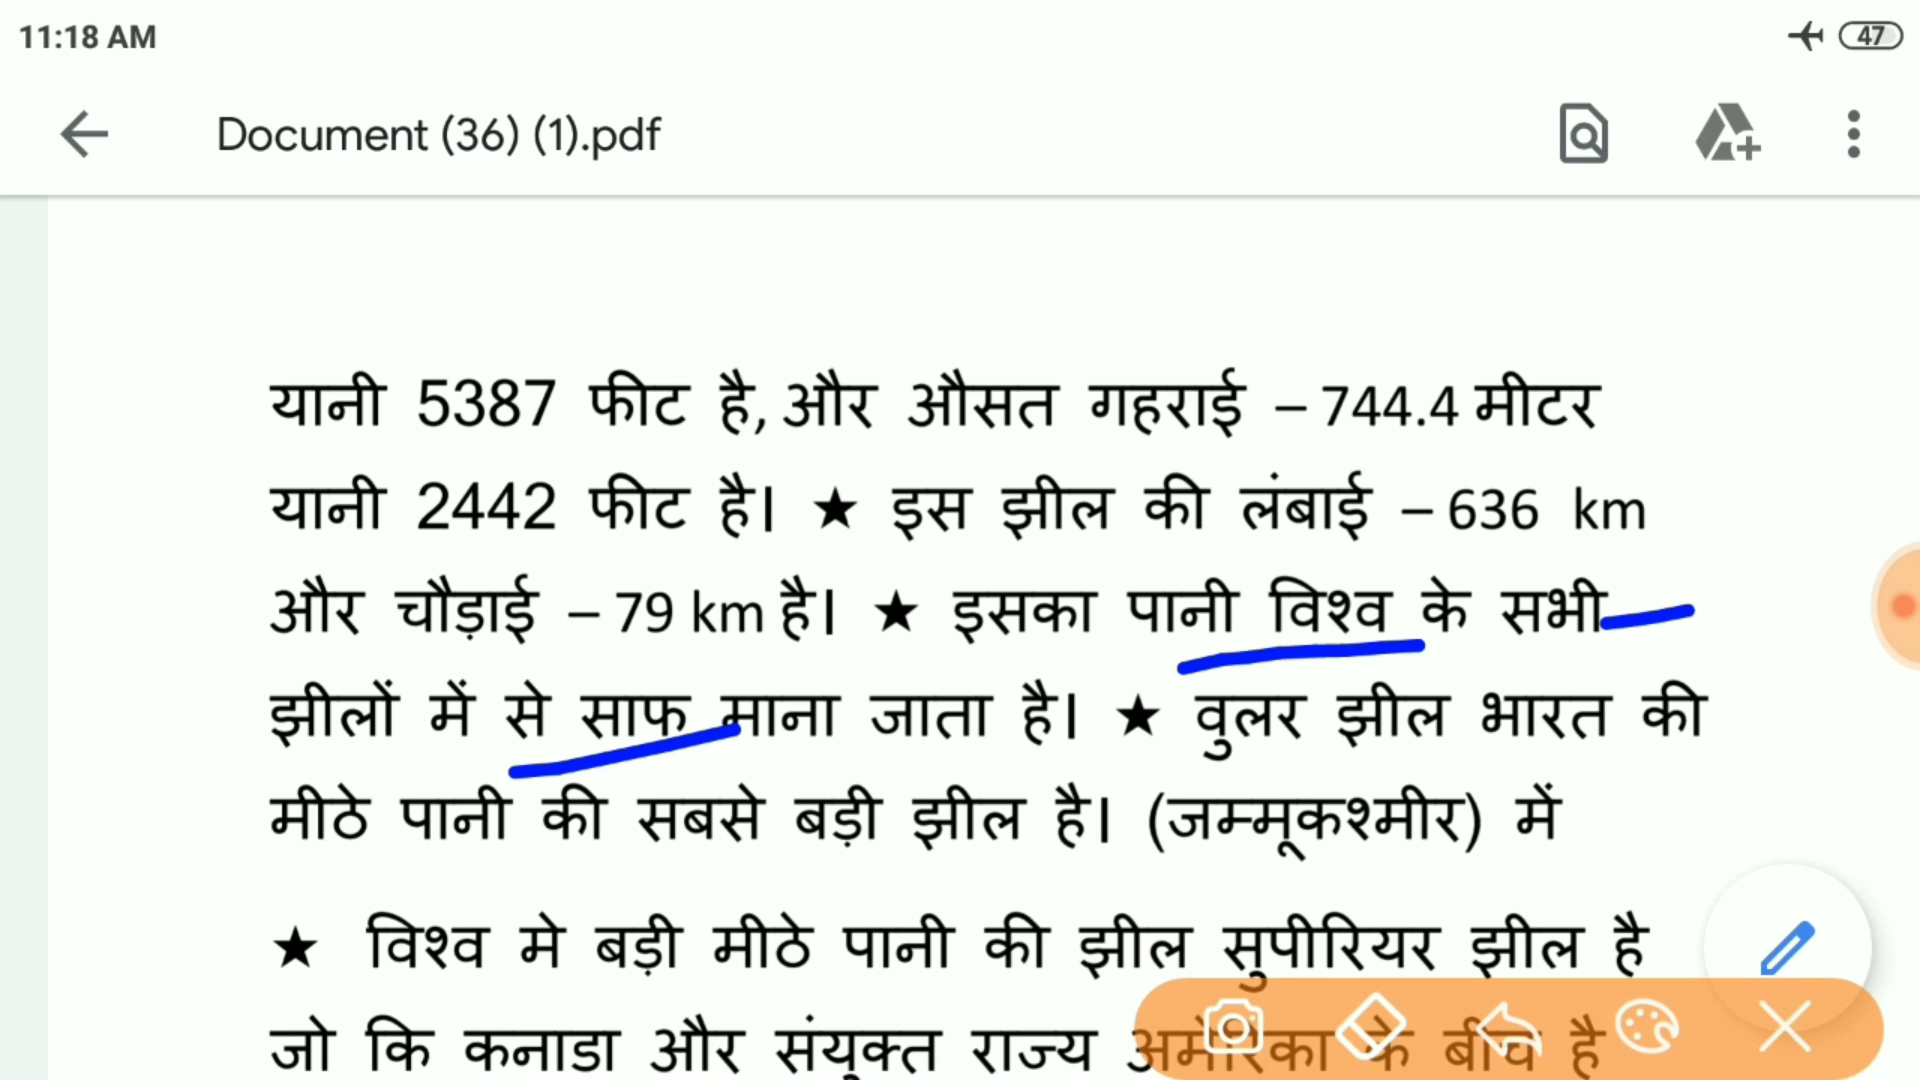 11:18 AM
47
Document (36) (1).pdf
यानी 5387 फीट है, और औसत गहराई – 744.4 मीटर
यानी 2442 फीट है। ★ इस झील की लंबाई – 636 km
और चौड़ाई – 79 km है। ★ इसका पानी विश्व के सभी
झीलों में से साफ माना जाता है। ★ वुलर झील भारत की
मीठे पानी की सबसे बड़ी झील है। (जम्मूकश्मीर) में
★ विश्व मे बड़ी मीठे पानी की झील सुपीरियर झील है
जो कि कनाडा और संयुक्त राज्य अमेरिका के बीच है